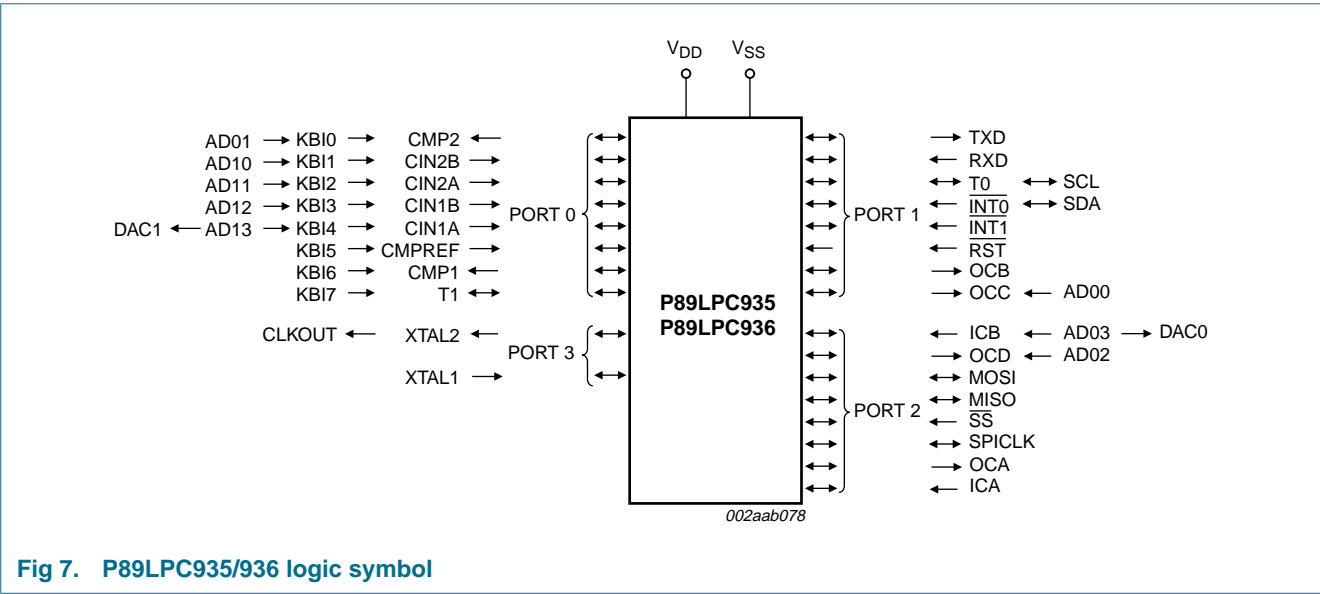 VDD VSS
AD01 KBI0 CMP2 TXD
AD10 KBI1 CIN2B RXD
AD11 KBI2 CIN2A T0 SCL
AD12 KBI3 CIN1B INT0 SDA
PORT 0 PORT 1
DAC1 AD13 KBI4 CIN1A INT1
KBI5 CMPREF RST
KBI6 CMP1 OCB
KBI7 T1 OCC AD00
P89LPC935
P89LPC936
CLKOUT XTAL2 ICB AD03 DAC0
PORT 3 OCD AD02
XTAL1 MOSI
MISO
PORT 2
SS
SPICLK
OCA
ICA
002aab078
Fig 7. P89LPC935/936 logic symbol